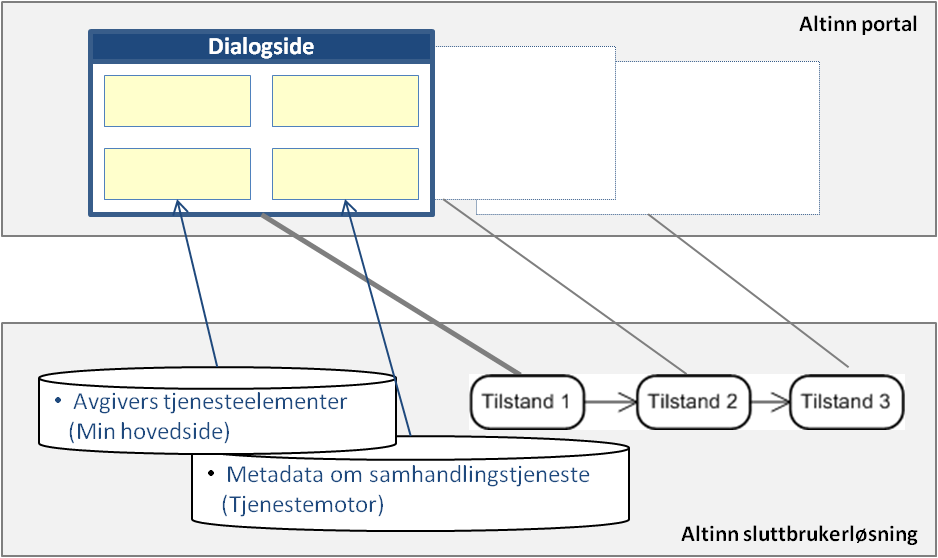 Altinn portal
Dialogside
Tilstand 1
Tilstand 2
Tilstand 3
• Avgivers tjenesteelementer
(Min hovedside)
• Metadata om samhandlingstjeneste
(Tjenestemotor)
Altinn sluttbrukerløsning